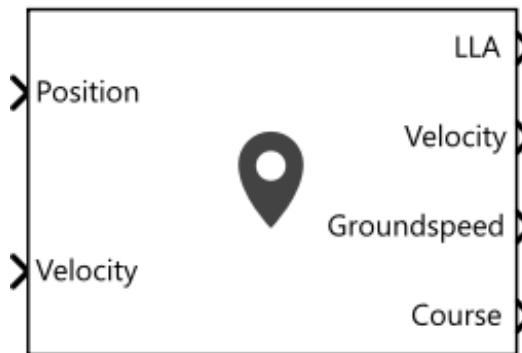 LLA
Position
Velocity
Groundspeed
Velocity
Course